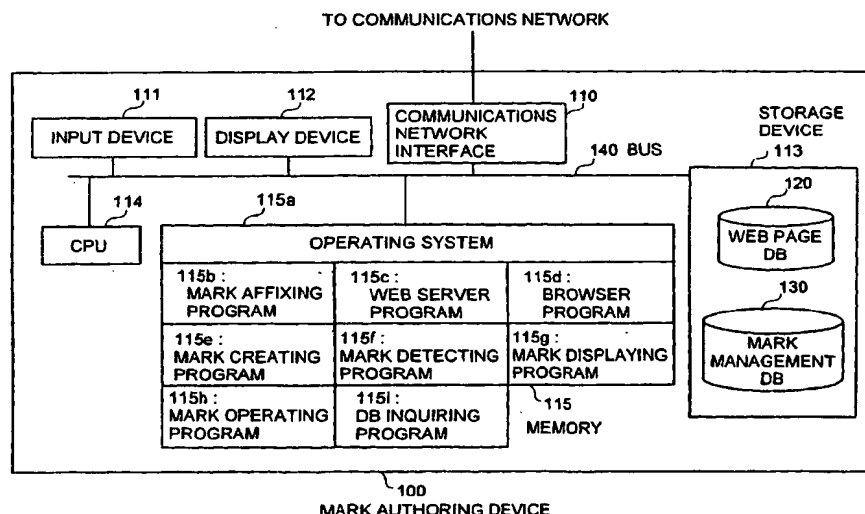 TO COMMUNICATIONS NETWORK
111
112
110
INPUT DEVICE
DISPLAY DEVICE
COMMUNICATIONS
NETWORK
INTERFACE
STORAGE
DEVICE
113
140 BUS
114
115a
120
CPU
OPERATING SYSTEM
WEB PAGE
DB
115b :
MARK AFFIXING
PROGRAM
115c :
WEB SERVER
PROGRAM
115d :
BROWSER
PROGRAM
130
115e :
MARK CREATING
PROGRAM
115f :
MARK DETECTING
PROGRAM
115g :
MARK DISPLAYING
PROGRAM
MARK
MANAGEMENT
DB
115h :
MARK OPERATING
PROGRAM
115i :
DB INQUIRING
PROGRAM
115
MEMORY
100
MARK AUTHORING DEVICE